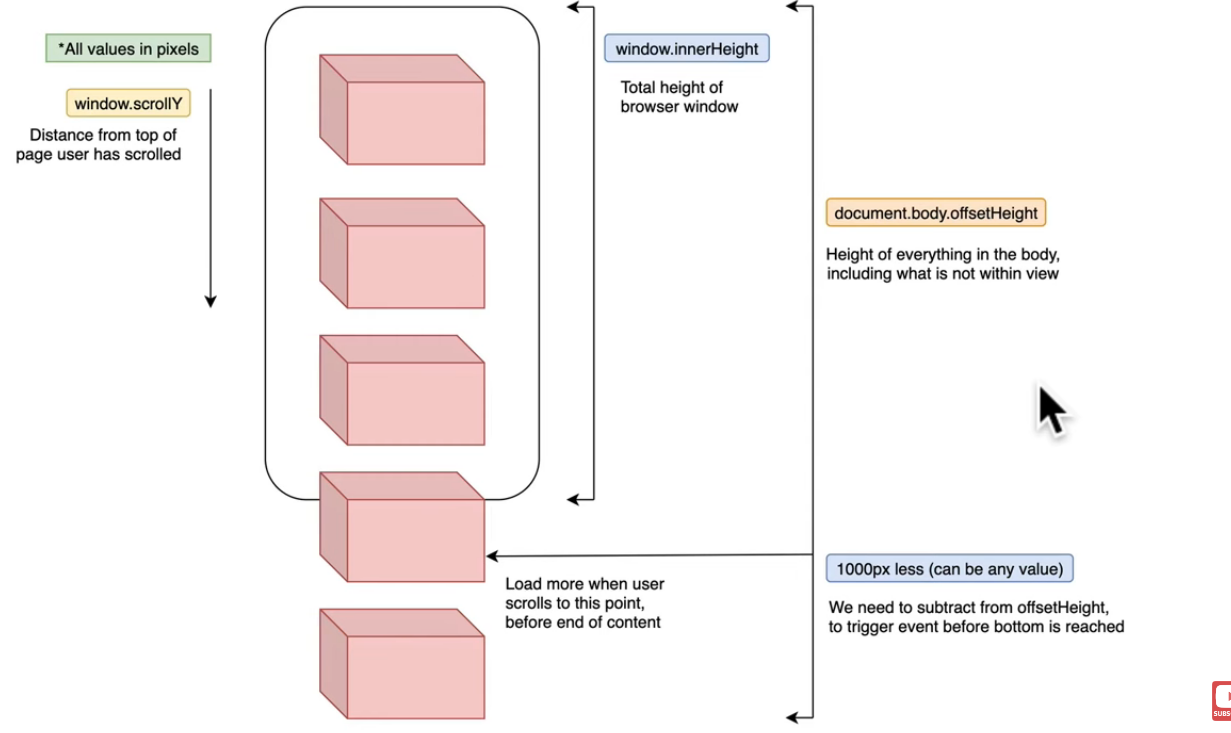 *All values in pixels
window.scrollY
Distance from top of
page user has scrolled
window.innerHeight
Total height of
browser window
document.body.offsetHeight
Height of everything in the body,
including what is not within view
1000px less (can be any value)
We need to subtract from offsetHeight,
to trigger event before bottom is reached
Load more when user
scrolls to this point,
before end of content